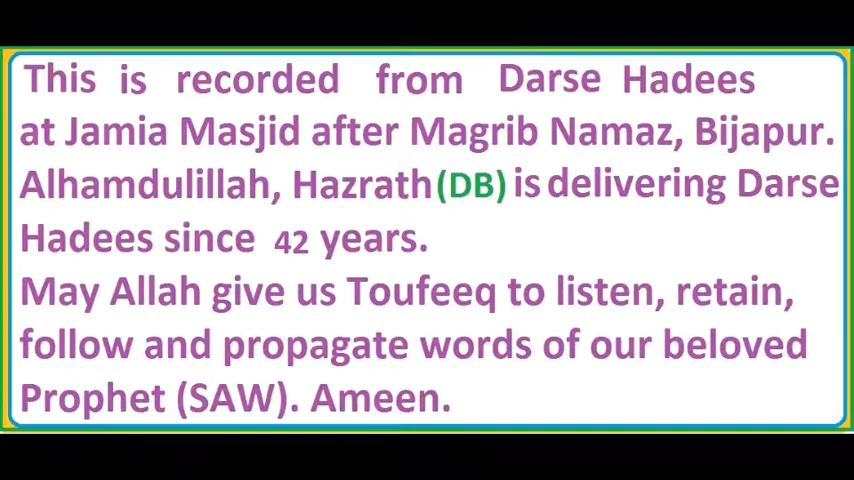 This is recorded from Darse Hadees
at Jamia Masjid after Magrib Namaz, Bijapur.
Alhamdulillah, Hazrath(DB) is delivering Darse
Hadees since 42 years.
May Allah give us Toufeeq to listen, retain,
follow and propagate words of our beloved
Prophet (SAW). Ameen.